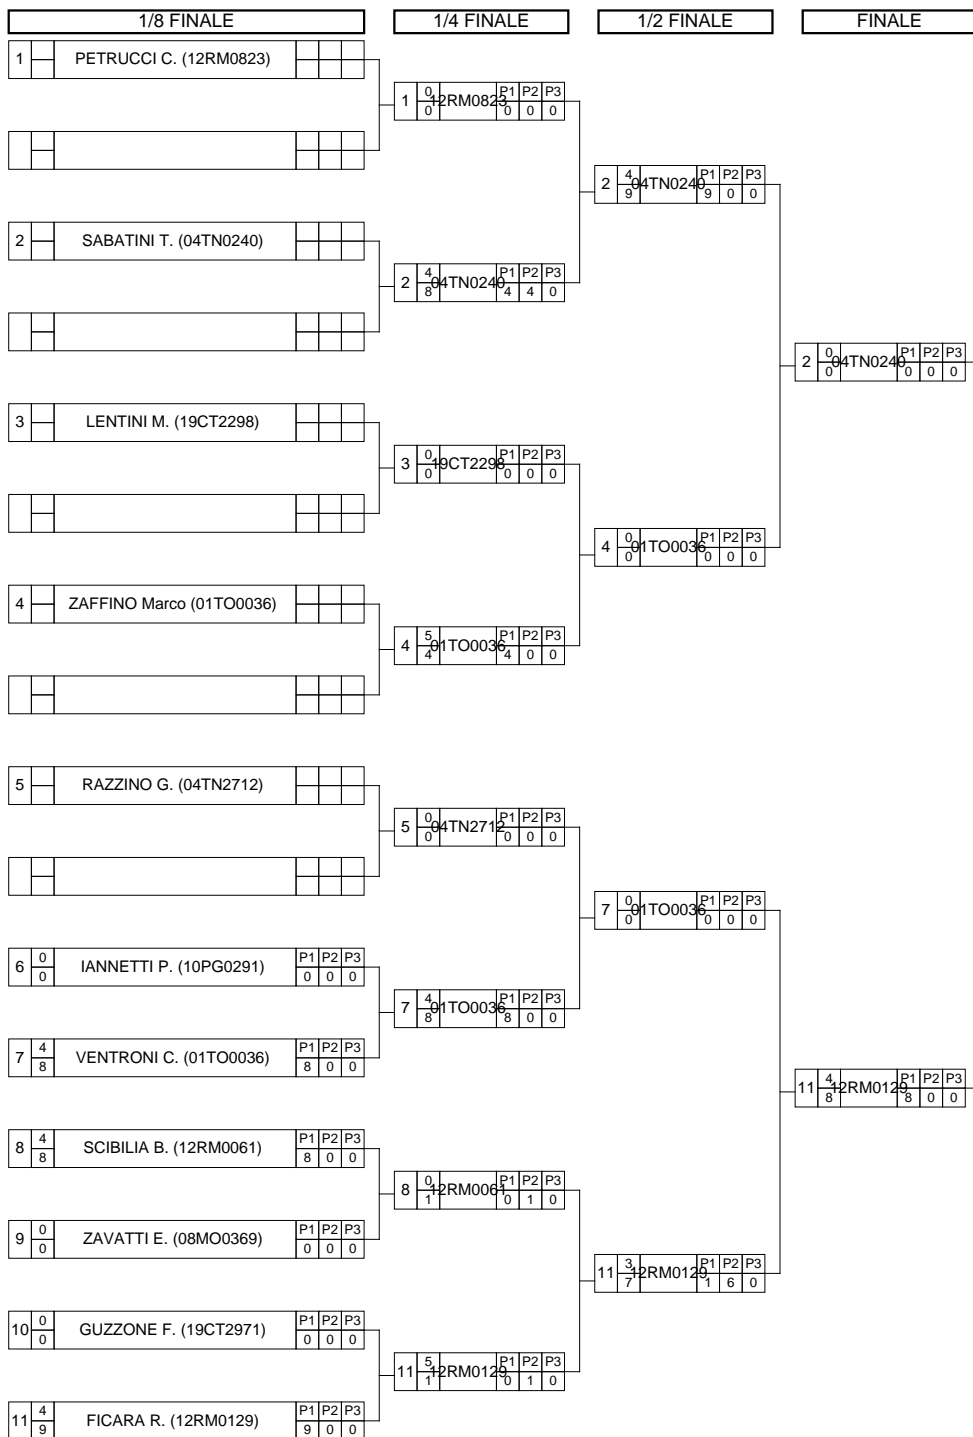 1/8 FINALE 1/4 FINALE 1/2 FINALE FINALE
1 PETRUCCI C. (12RM0823)
1 0 0 12RM0823 P1 P2 P3 0 0 0
2 4 9 04TN0240 P1 P2 P3 9 0 0
2 SABATINI T. (04TN0240)
2 4 8 04TN0240 P1 P2 P3 4 4 0
2 0 0 04TN0240 P1 P2 P3 0 0 0
3 LENTINI M. (19CT2298)
3 0 0 19CT2298 P1 P2 P3 0 0 0
4 0 0 01TO0036 P1 P2 P3 0 0 0
4 ZAFFINO Marco (01TO0036)
4 5 4 01TO0036 P1 P2 P3 4 0 0
5 RAZZINO G. (04TN2712)
5 0 0 04TN2712 P1 P2 P3 0 0 0
7 0 0 01TO0036 P1 P2 P3 0 0 0
6 0 0 IANNETTI P. (10PG0291) P1 P2 P3 0 0 0
7 4 8 01TO0036 P1 P2 P3 8 0 0
7 4 8 VENTRONI C. (01TO0036) P1 P2 P3 8 0 0
11 4 8 12RM0129 P1 P2 P3 8 0 0
8 4 8 SCIBILIA B. (12RM0061) P1 P2 P3 8 0 0
8 0 1 12RM0061 P1 P2 P3 0 1 0
9 0 0 ZAVATTI E. (08MO0369) P1 P2 P3 0 0 0
11 3 7 12RM0129 P1 P2 P3 1 6 0
10 0 0 GUZZONE F. (19CT2971) P1 P2 P3 0 0 0
11 5 1 12RM0129 P1 P2 P3 0 1 0
11 4 9 FICARA R. (12RM0129) P1 P2 P3 9 0 0